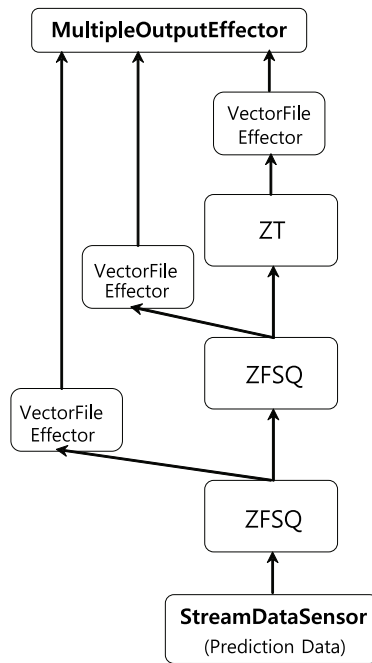 MultipleOutputEffector
VectorFile
Effector
ZT
VectorFile
Effector
ZFSQ
VectorFile
Effector
ZFSQ
StreamDataSensor
(Prediction Data)